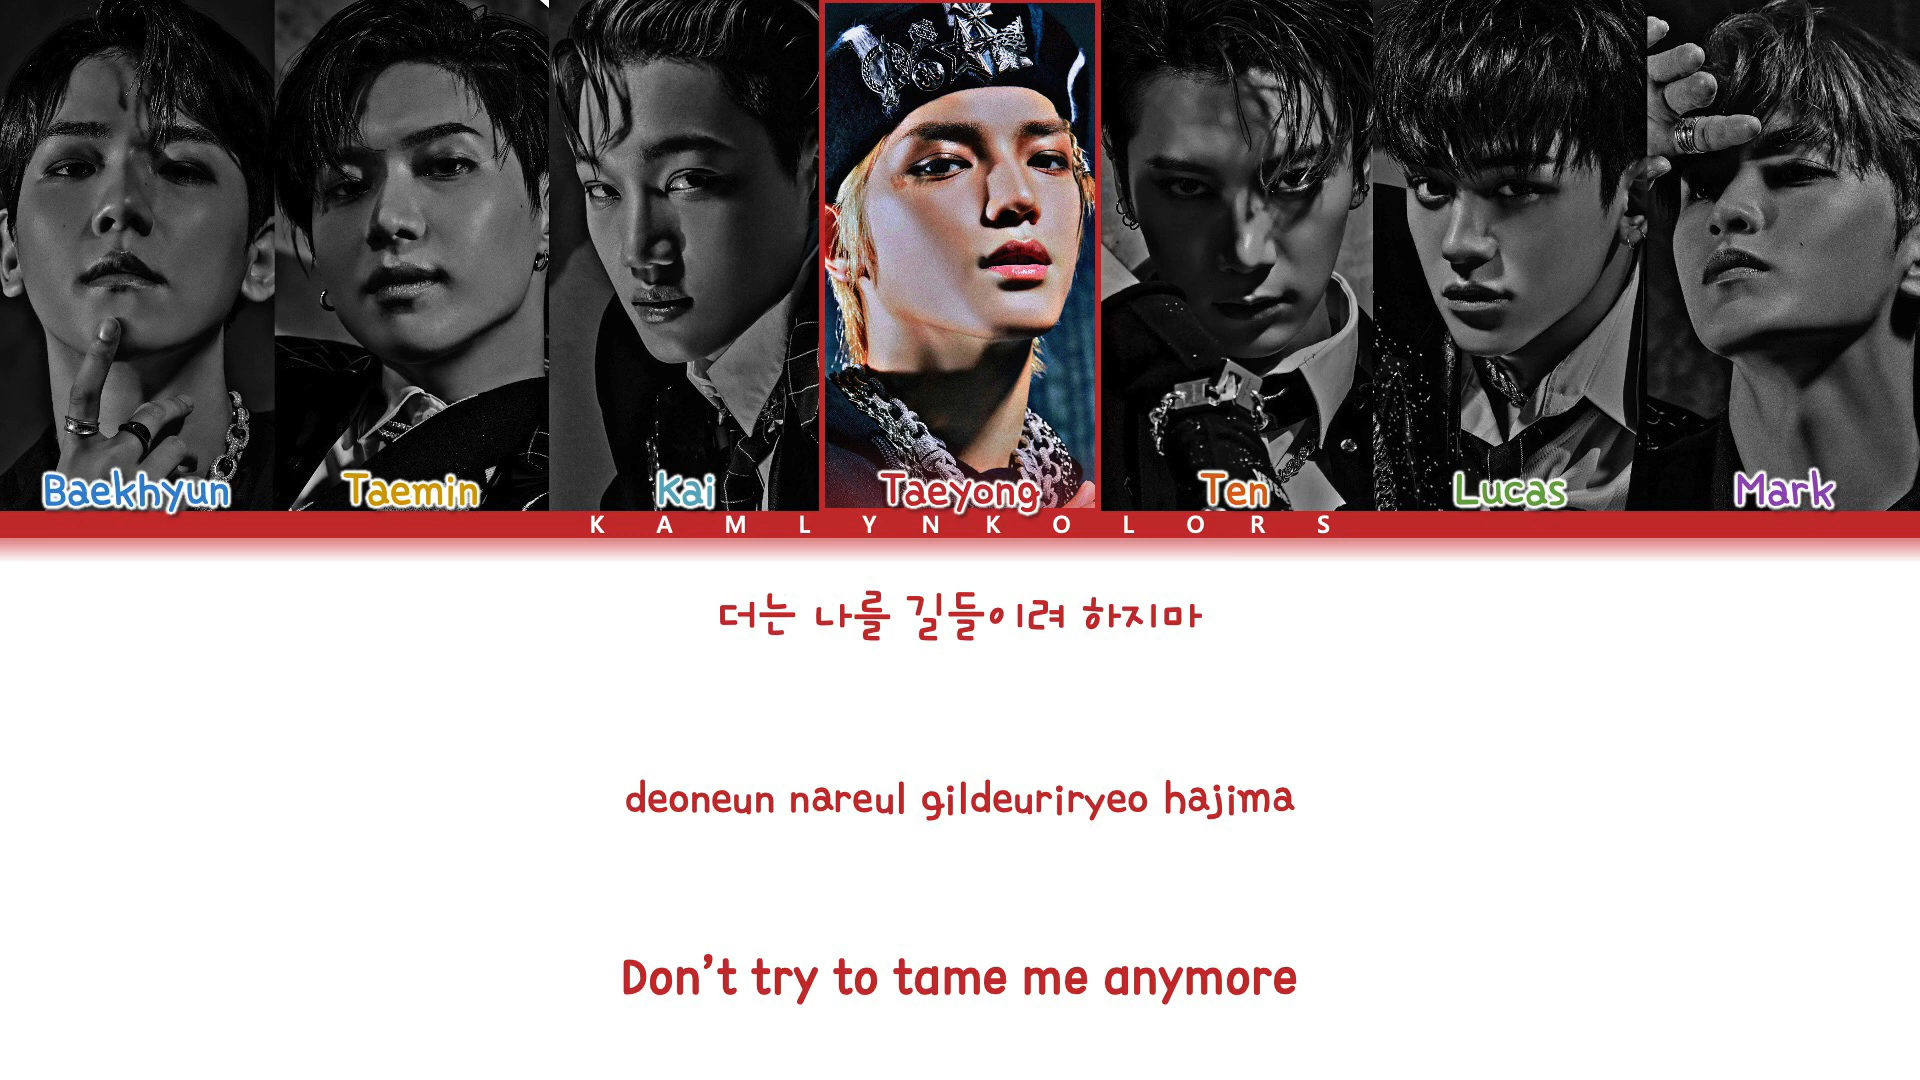 Baekhyun Taemin Kai Taeyong Ten Lucas Mark
KAMLYNKOLORS
더는 나를 길들이려 하지마
deoneun nareul gildeuriryeo hajima
Don't try to tame me anymore